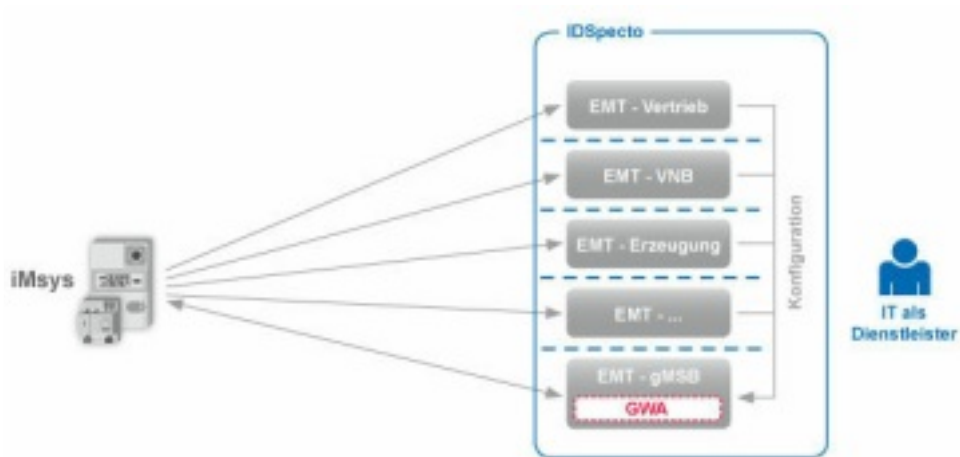 IDSpecto
EMT - Vertrieb
EMT - VNB
EMT - Erzeugung
EMT - ...
EMT - gMSB
GWA
Konfiguration
iMsys
IT als
Dienstleister